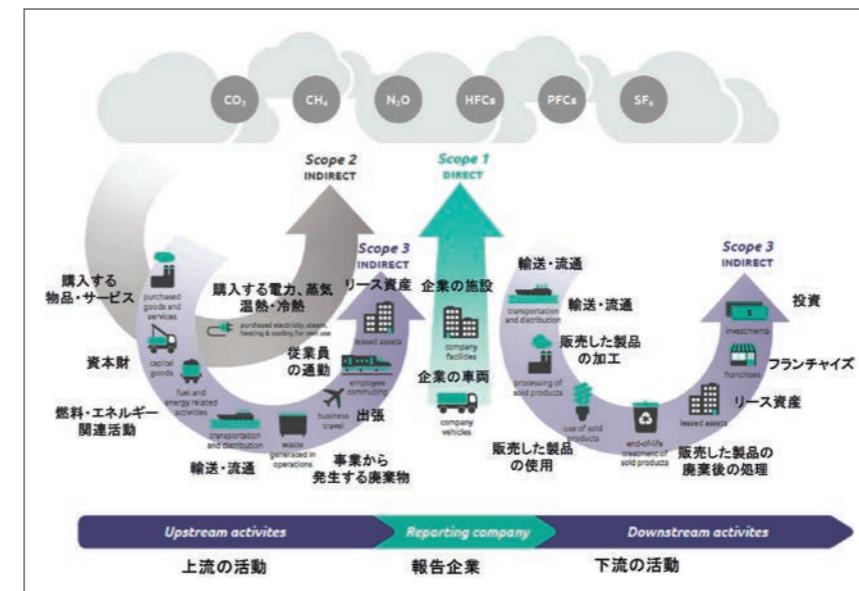 CO₂
CH₄
N₂O
HFCs
PFCs
SF₆
Scope 2
INDIRECT
Scope 1
DIRECT
Scope 3
INDIRECT
Scope 3
INDIRECT
購入する
物品・サービス
purchased
goods and
services
資本財
capital
goods
燃料・エネルギー
関連活動
fuel and
energy related
activities
輸送・流通
transportation
and distribution
事業から
発生する廃棄物
waste
generated in
operations
出張
business
travel
従業員
の通勤
employee
commuting
リース資産
leased assets
購入する電力、蒸気
温熱・冷熱
purchased electricity, steam,
heating & cooling for own use
企業の施設
company
facilities
企業の車両
company
vehicles
輸送・流通
輸送・流通
transportation
and distribution
販売した製品
の加工
processing of
sold products
販売した製品
の使用
use of sold
products
販売した製品の
廃棄後の処理
end-of-life
treatment of
sold products
リース資産
leased assets
フランチャイズ
franchises
投資
investments
Upstream activites
Reporting company
Downstream activites
上流の活動
報告企業
下流の活動